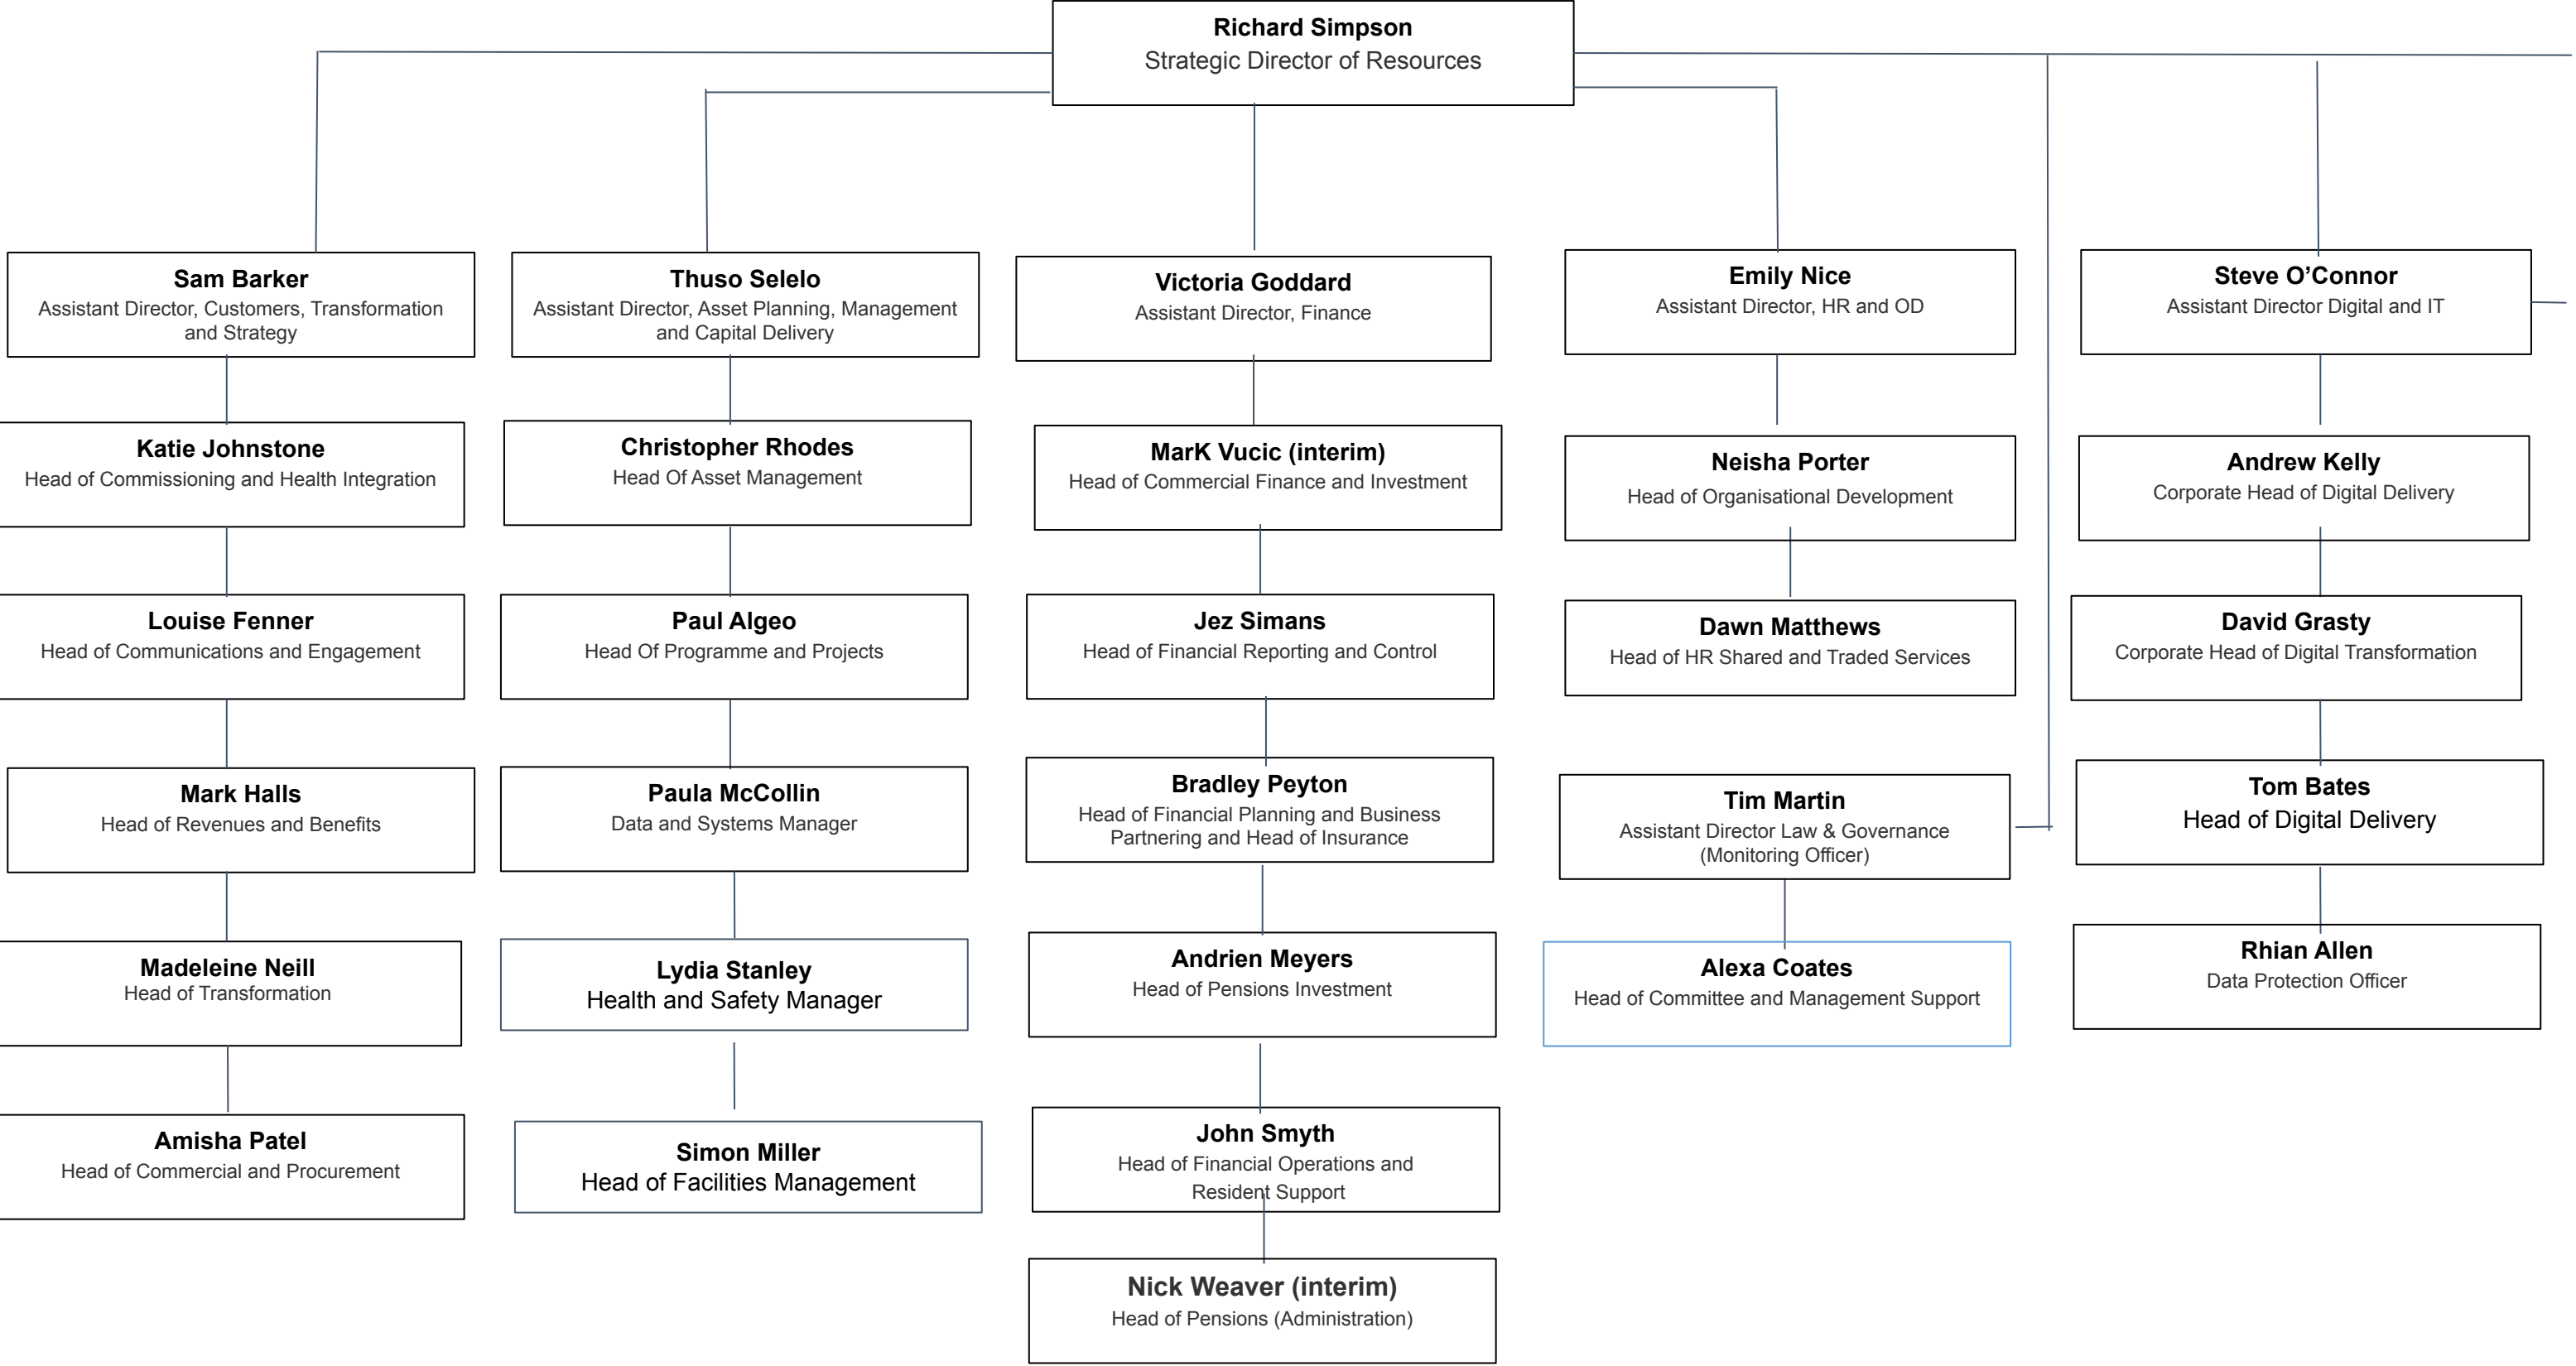 Richard Simpson
Strategic Director of Resources
Sam Barker
Assistant Director, Customers, Transformation
and Strategy
Katie Johnstone
Head of Commissioning and Health Integration
Louise Fenner
Head of Communications and Engagement
Mark Halls
Head of Revenues and Benefits
Madeleine Neill
Head of Transformation
Amisha Patel
Head of Commercial and Procurement
Thuso Selelo
Assistant Director, Asset Planning, Management
and Capital Delivery
Christopher Rhodes
Head Of Asset Management
Paul Algeo
Head Of Programme and Projects
Paula McCollin
Data and Systems Manager
Lydia Stanley
Health and Safety Manager
Simon Miller
Head of Facilities Management
Victoria Goddard
Assistant Director, Finance
MarK Vucic (interim)
Head of Commercial Finance and Investment
Jez Simans
Head of Financial Reporting and Control
Bradley Peyton
Head of Financial Planning and Business
Partnering and Head of Insurance
Andrien Meyers
Head of Pensions Investment
John Smyth
Head of Financial Operations and
Resident Support
Nick Weaver (interim)
Head of Pensions (Administration)
Emily Nice
Assistant Director, HR and OD
Neisha Porter
Head of Organisational Development
Dawn Matthews
Head of HR Shared and Traded Services
Tim Martin
Assistant Director Law & Governance
(Monitoring Officer)
Alexa Coates
Head of Committee and Management Support
Steve O’Connor
Assistant Director Digital and IT
Andrew Kelly
Corporate Head of Digital Delivery
David Grasty
Corporate Head of Digital Transformation
Tom Bates
Head of Digital Delivery
Rhian Allen
Data Protection Officer